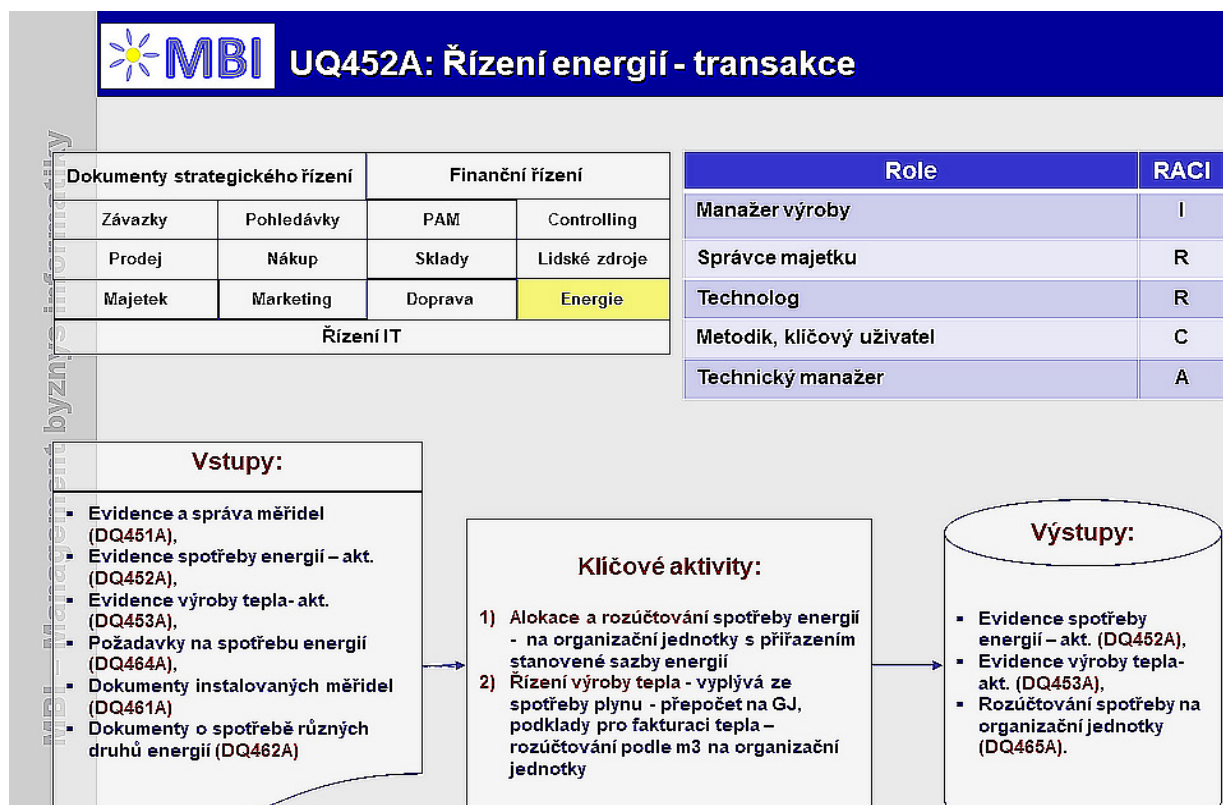 MBI
UQ452A: Řízení energií - transakce
MBI – Management byznys informatiky
Dokumenty strategického řízení
Finanční řízení
Závazky
Pohledávky
PAM
Controlling
Prodej
Nákup
Sklady
Lidské zdroje
Majetek
Marketing
Doprava
Energie
Řízení IT
Role
RACI
Manažer výroby
I
Správce majetku
R
Technolog
R
Metodik, klíčový uživatel
C
Technický manažer
A
Vstupy:
▪ Evidence a správa měřidel
(DQ451A),
▪ Evidence spotřeby energií – akt.
(DQ452A),
▪ Evidence výroby tepla- akt.
(DQ453A),
▪ Požadavky na spotřebu energií
(DQ464A),
▪ Dokumenty instalovaných měřidel
(DQ461A)
▪ Dokumenty o spotřebě různých
druhů energií (DQ462A)
Klíčové aktivity:
1) Alokace a rozúčtování spotřeby energií
- na organizační jednotky s přiřazením
stanovené sazby energií
2) Řízení výroby tepla - vyplývá ze
spotřeby plynu - přepočet na GJ,
podklady pro fakturaci tepla –
rozúčtování podle m3 na organizační
jednotky
Výstupy:
▪ Evidence spotřeby
energií – akt. (DQ452A),
▪ Evidence výroby tepla-
akt. (DQ453A),
▪ Rozúčtování spotřeby na
organizační jednotky
(DQ465A).